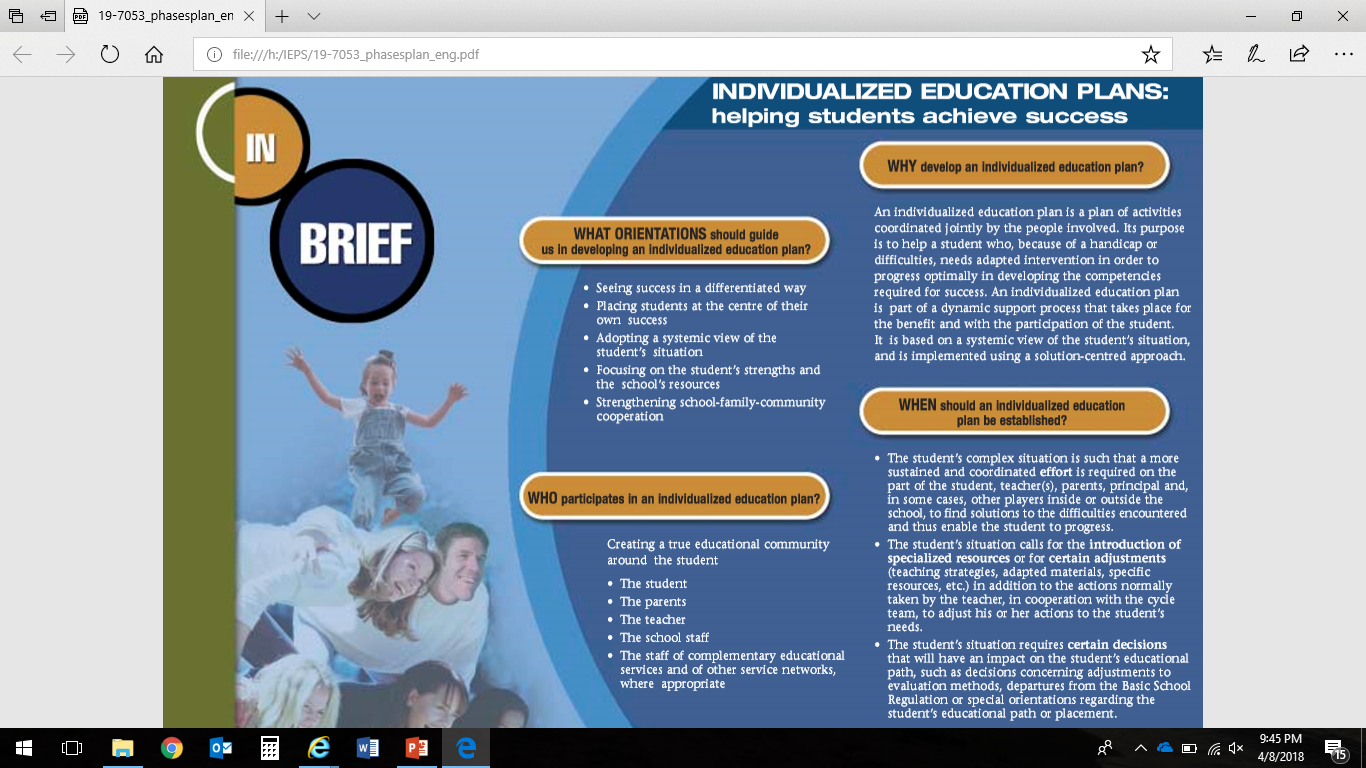 19-7053_phasesplan_en
file:///h:/IEPS/19-7053_phasesplan_eng.pdf
IN
BRIEF
INDIVIDUALIZED EDUCATION PLANS:
helping students achieve success
WHAT ORIENTATIONS should guide
us in developing an individualized education plan?
• Seeing success in a differentiated way
• Placing students at the centre of their
own success
• Adopting a systemic view of the
student's situation
• Focusing on the student's strengths and
the school's resources
• Strengthening school-family-community
cooperation
WHO participates in an individualized education plan?
Creating a true educational community
around the student
• The student
• The parents
• The teacher
• The school staff
• The staff of complementary educational
services and of other service networks,
where appropriate
WHY develop an individualized education plan?
An individualized education plan is a plan of activities
coordinated jointly by the people involved. Its purpose
is to help a student who, because of a handicap or
difficulties, needs adapted intervention in order to
progress optimally in developing the competencies
required for success. An individualized education plan
is part of a dynamic support process that takes place for
the benefit and with the participation of the student.
It is based on a systemic view of the student's situation,
and is implemented using a solution-centred approach.
WHEN should an individualized education
plan be established?
• The student's complex situation is such that a more
sustained and coordinated effort is required on the
part of the student, teacher(s), parents, principal and,
in some cases, other players inside or outside the
school, to find solutions to the difficulties encountered
and thus enable the student to progress.
• The student's situation calls for the introduction of
specialized resources or for certain adjustments
(teaching strategies, adapted materials, specific
resources, etc.) in addition to the actions normally
taken by the teacher, in cooperation with the cycle
team, to adjust his or her actions to the student's
needs.
• The student's situation requires certain decisions
that will have an impact on the student's educational
path, such as decisions concerning adjustments to
evaluation methods, departures from the Basic School
Regulation or special orientations regarding the
student's educational path or placement.
9:45 PM
4/8/2018
15